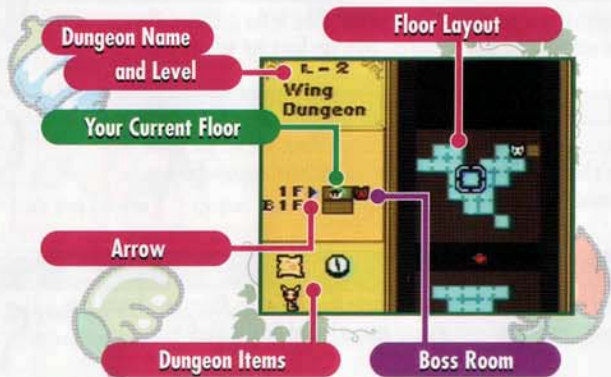 Dungeon Name
and Level
Floor Layout
L-2
Wing
Dungeon
Your Current Floor
1F
B1F
Arrow
Dungeon Items
Boss Room